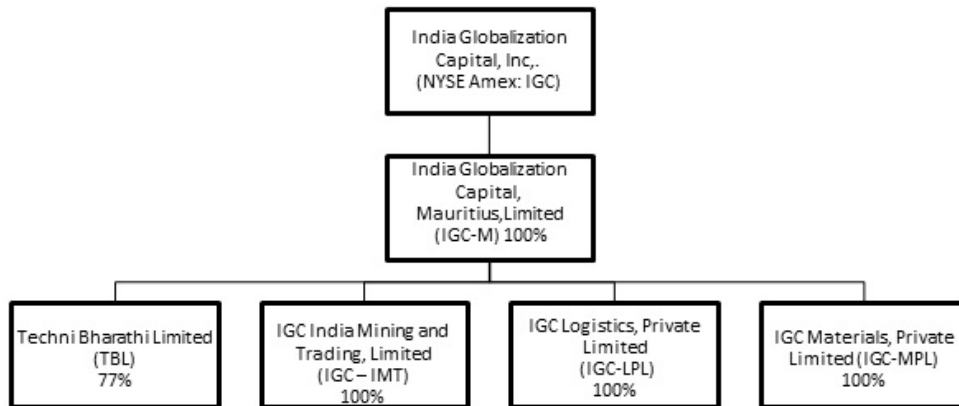 India Globalization
Capital, Inc,.
(NYSE Amex: IGC)
India Globalization
Capital,
Mauritius,Limited
(IGC-M) 100%
Techni Bharathi Limited
(TBL)
77%
IGC India Mining and
Trading, Limited
(IGC – IMT)
100%
IGC Logistics, Private
Limited
(IGC-LPL)
100%
IGC Materials, Private
Limited (IGC-MPL)
100%